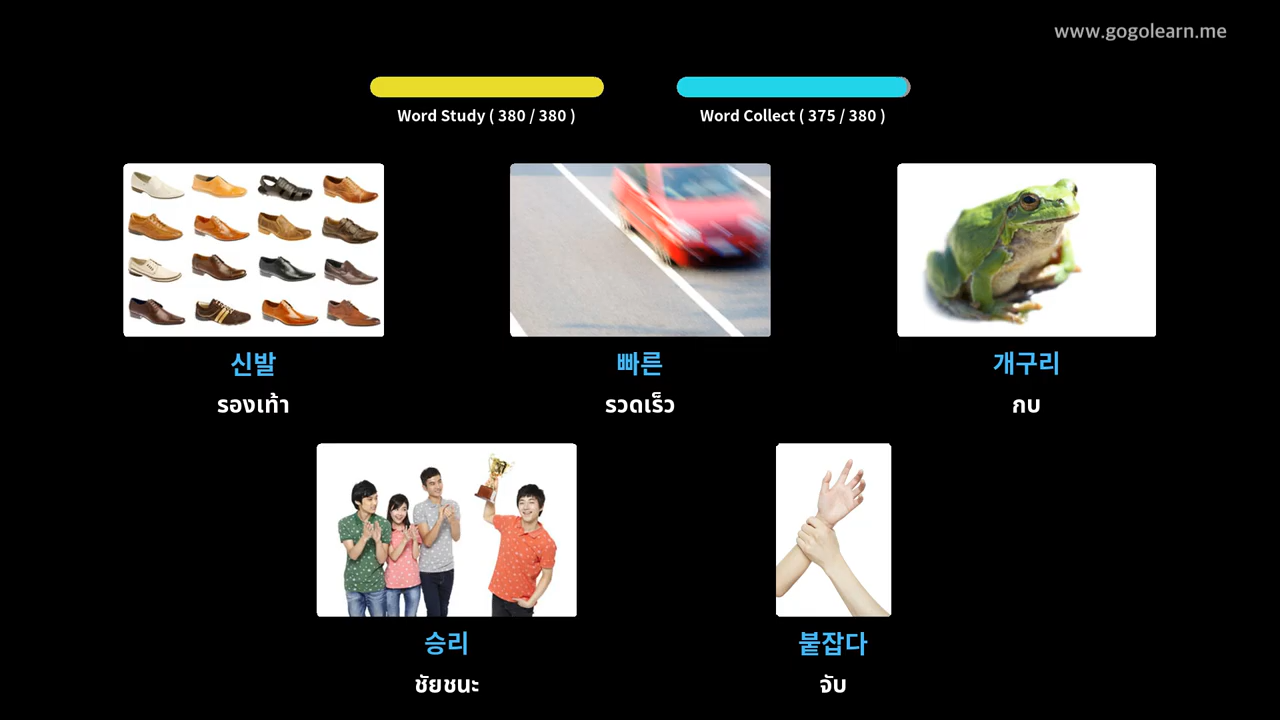 www.gogolearn.me
Word Study ( 380 / 380 )
Word Collect ( 375 / 380 )
신발
빠른
개구리
รองเท้า
รวดเร็ว
กบ
승리
붙잡다
ชัยชนะ
จับ